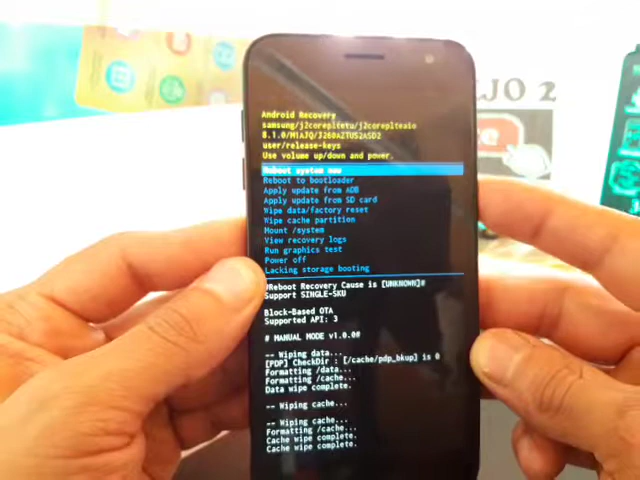 JO 2
Android Recovery
samsung/j2corepltetu/j2coreplteaio
8.1.0/M1AJQ/J260A2TUS2ASD2
user/release-keys
Use volume up/down and power.
Reboot system now
Reboot to bootloader
Apply update from ADB
Apply update from SD card
Wipe data/factory reset
Wipe cache partition
Mount /system
View recovery logs
Run graphics test
Power off
Lacking storage booting
#Reboot Recovery Cause is [UNKNOWN]#
Support SINGLE-SKU
Block-Based OTA
Supported API: 3
# MANUAL MODE v1.0.0#
-- Wiping data...
[PDP] CheckDir : [/cache/pdp_bkup] is 0
Formatting /data...
Formatting /cache...
Data wipe complete.
-- Wiping cache...
-- Wiping cache...
Formatting /cache...
Cache wipe complete.
Cache wipe complete.